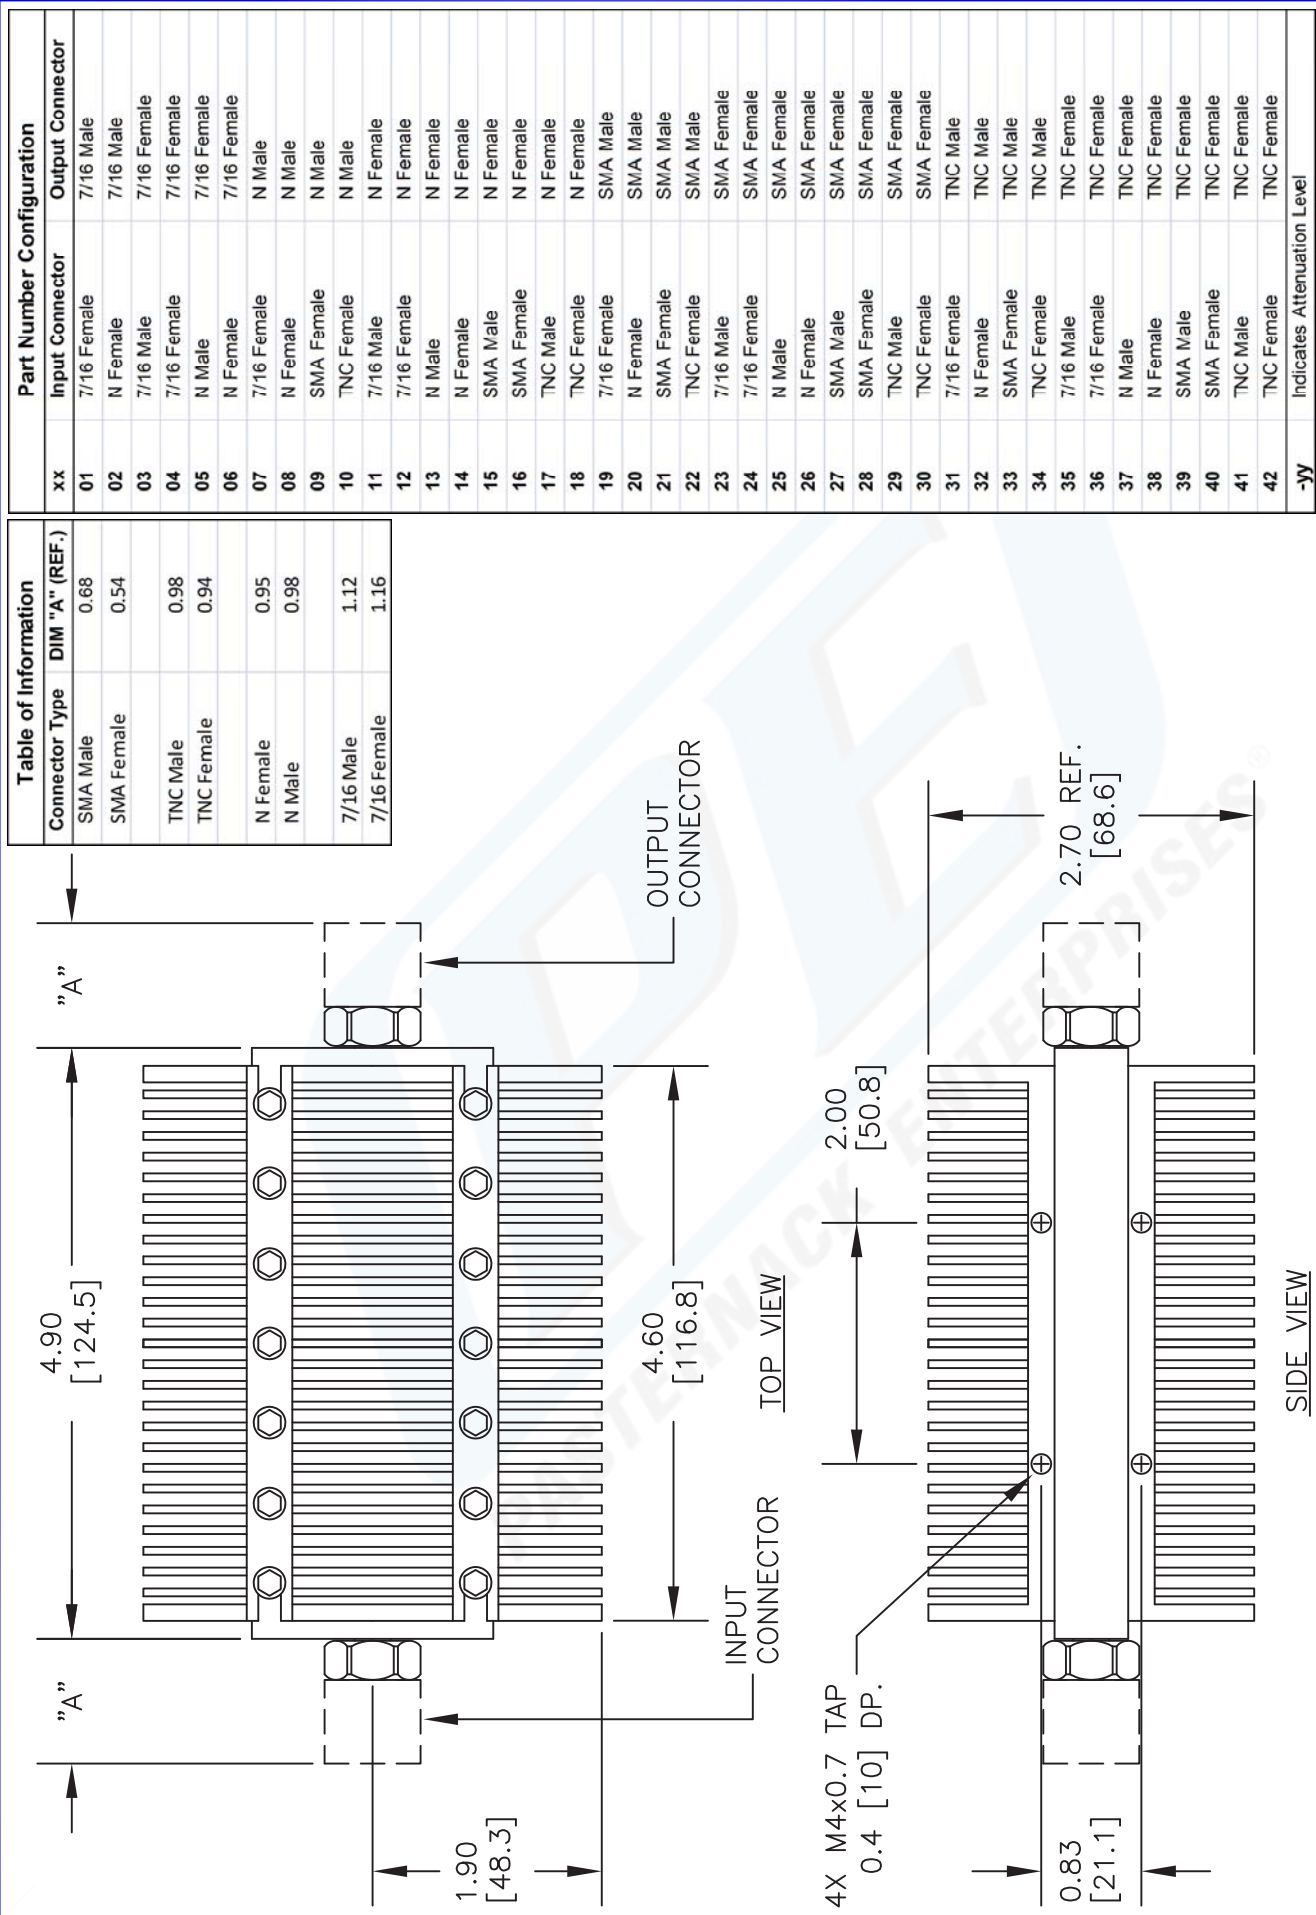 Table of Information
Connector Type DIM "A" (REF.)
SMA Male 0.68
SMA Female 0.54
TNC Male 0.98
TNC Female 0.94
N Female 0.95
N Male 0.98
7/16 Male 1.12
7/16 Female 1.16
Part Number Configuration
xx Input Connector Output Connector
01 7/16 Female 7/16 Male
02 N Female 7/16 Male
03 7/16 Male 7/16 Female
04 7/16 Female 7/16 Female
05 N Male 7/16 Female
06 N Female 7/16 Female
07 7/16 Female N Male
08 N Female N Male
09 SMA Female N Male
10 TNC Female N Male
11 7/16 Male N Female
12 7/16 Female N Female
13 N Male N Female
14 N Female N Female
15 SMA Male N Female
16 SMA Female N Female
17 TNC Male N Female
18 TNC Female N Female
19 7/16 Female SMA Male
20 N Female SMA Male
21 SMA Female SMA Male
22 TNC Female SMA Male
23 7/16 Male SMA Female
24 7/16 Female SMA Female
25 N Male SMA Female
26 N Female SMA Female
27 SMA Male SMA Female
28 SMA Female SMA Female
29 TNC Male SMA Female
30 TNC Female SMA Female
31 7/16 Female TNC Male
32 N Female TNC Male
33 SMA Female TNC Male
34 TNC Female TNC Male
35 7/16 Male TNC Female
36 7/16 Female TNC Female
37 N Male TNC Female
38 N Female TNC Female
39 SMA Male TNC Female
40 SMA Female TNC Female
41 TNC Male TNC Female
42 TNC Female TNC Female
-yy Indicates Attenuation Level
"A"
4.90
[124.5]
"A"
1.90
[48.3]
4.60
[116.8]
OUTPUT
CONNECTOR
INPUT
CONNECTOR
TOP VIEW
2.00
[50.8]
4X M4x0.7 TAP
0.4 [10] DP.
0.83
[21.1]
2.70 REF.
[68.6]
SIDE VIEW
PEI
PASTERNACK ENTERPRISES®